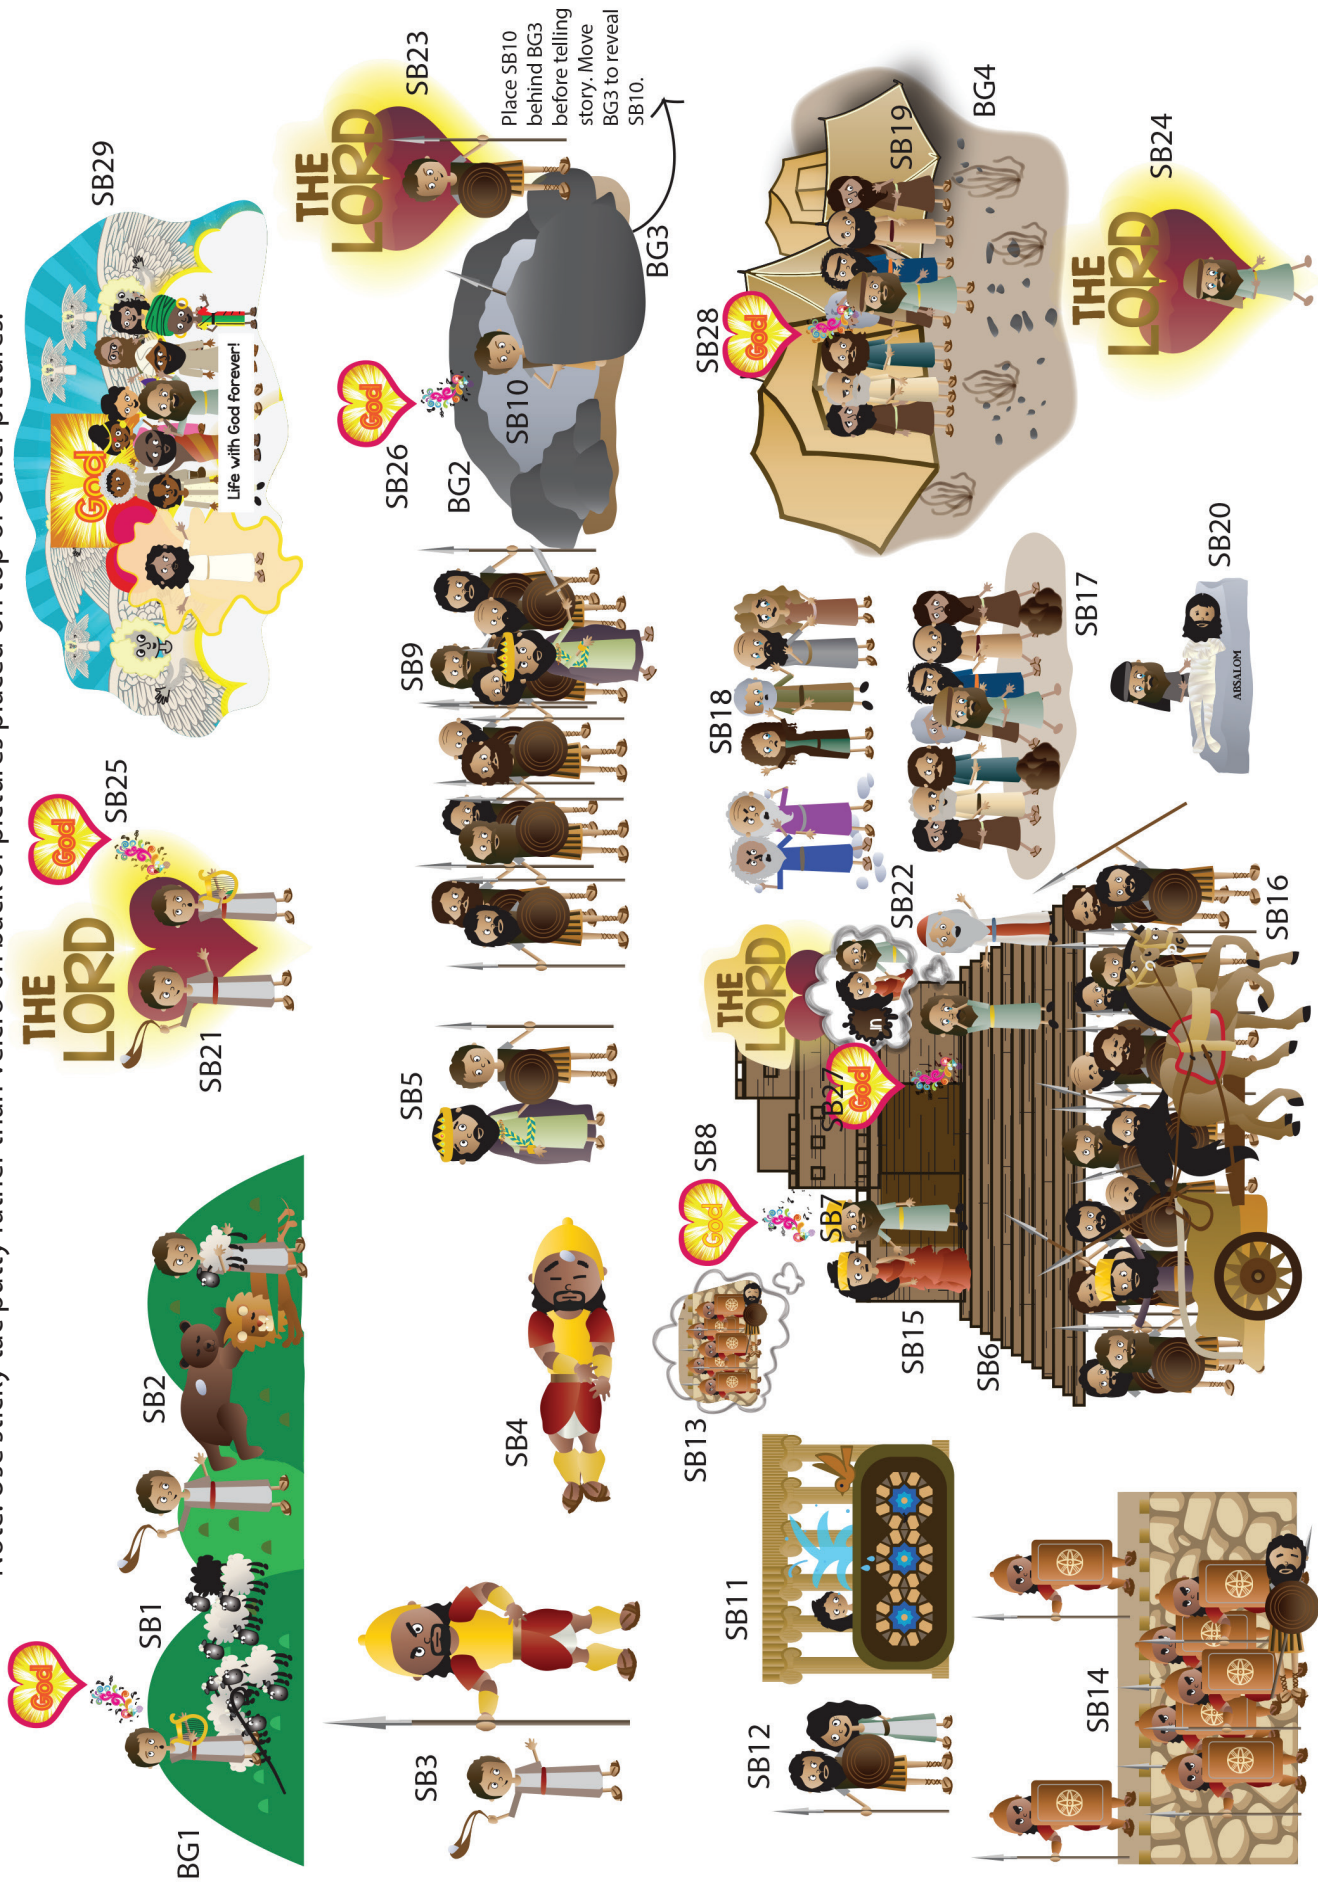 Note: Use sticky tac putty rather than Velcro on back of pictures placed on top of other pictures.
God
BG1
SB1
SB2
THE
LORD
God
SB25
SB21
God
Life with God forever!
SB29
SB3
SB4
SB5
SB9
God
SB26
BG2
SB10
THE
LORD
SB23
Place SB10
behind BG3
before telling
story. Move
BG3 to reveal
SB10.
BG3
SB12
SB11
SB13
God
SB8
SB7
SB15
SB6
THE
LORD
God
SB27
SB22
SB18
SB17
God
SB28
SB19
BG4
SB14
SB16
ABSALOM
SB20
THE
LORD
SB24